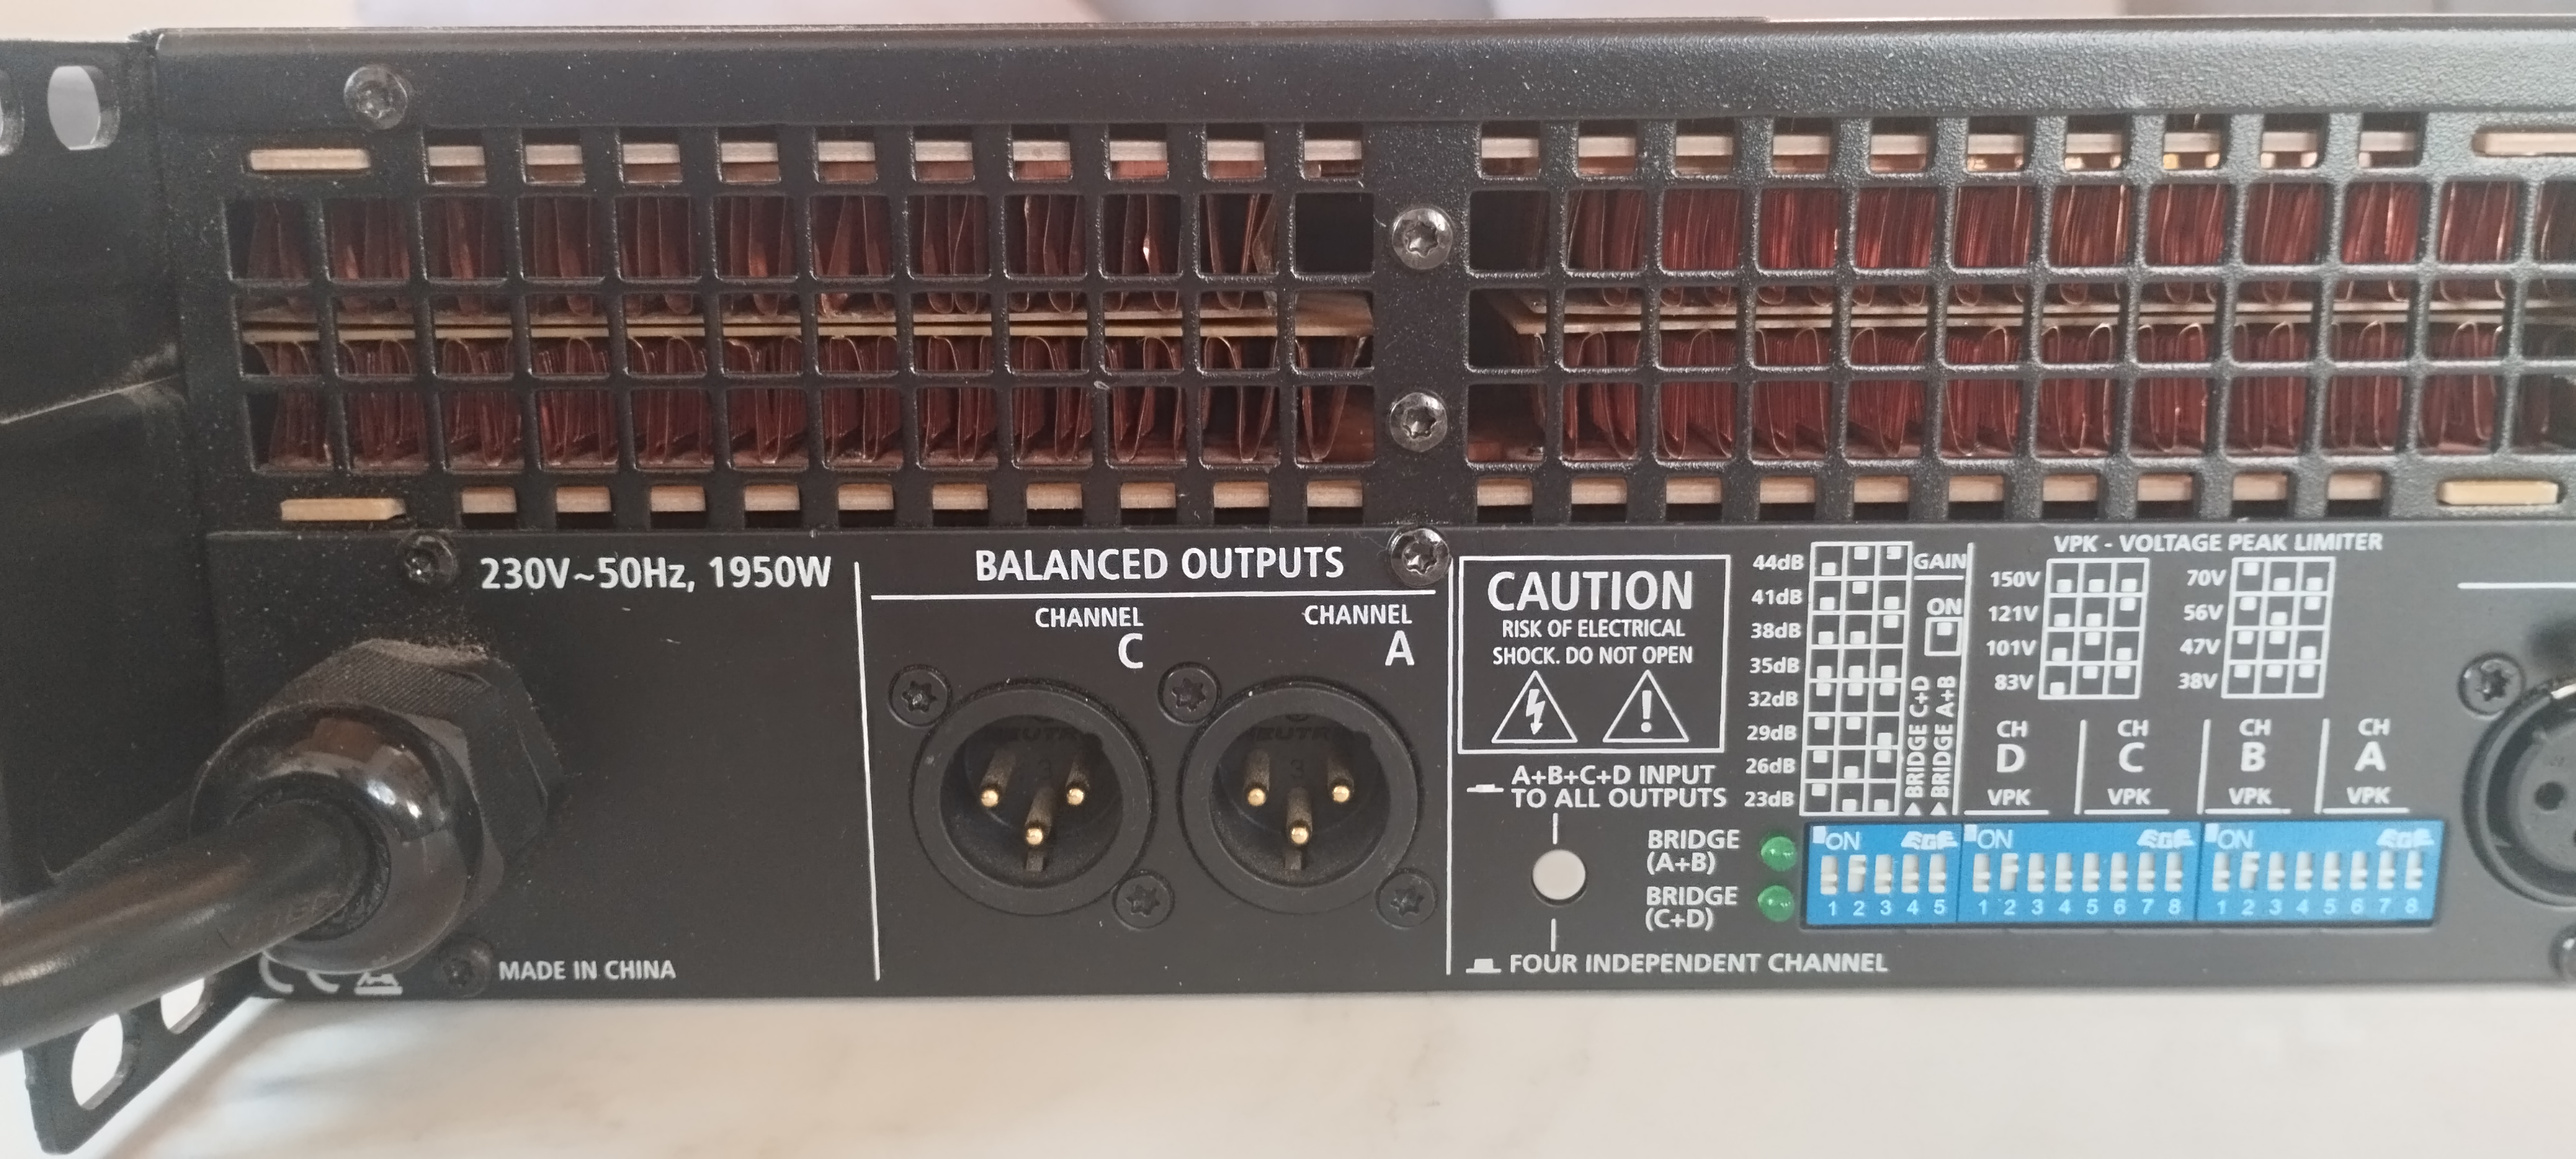 230V~50Hz, 1950W
MADE IN CHINA
BALANCED OUTPUTS
CHANNEL
C
CHANNEL
A
CAUTION
RISK OF ELECTRICAL
SHOCK. DO NOT OPEN
A+B+C+D INPUT
TO ALL OUTPUTS
FOUR INDEPENDENT CHANNEL
BRIDGE
(A+B)
BRIDGE
(C+D)
44dB
41dB
38dB
35dB
32dB
29dB
26dB
23dB
GAIN
ON
BRIDGE C+D
BRIDGE A+B
VPK - VOLTAGE PEAK LIMITER
150V
121V
101V
83V
70V
56V
47V
38V
CH
D
VPK
CH
C
VPK
CH
B
VPK
CH
A
VPK
ON
1 2 3 4 5
ON
1 2 3 4 5 6 7 8
ON
1 2 3 4 5 6 7 8